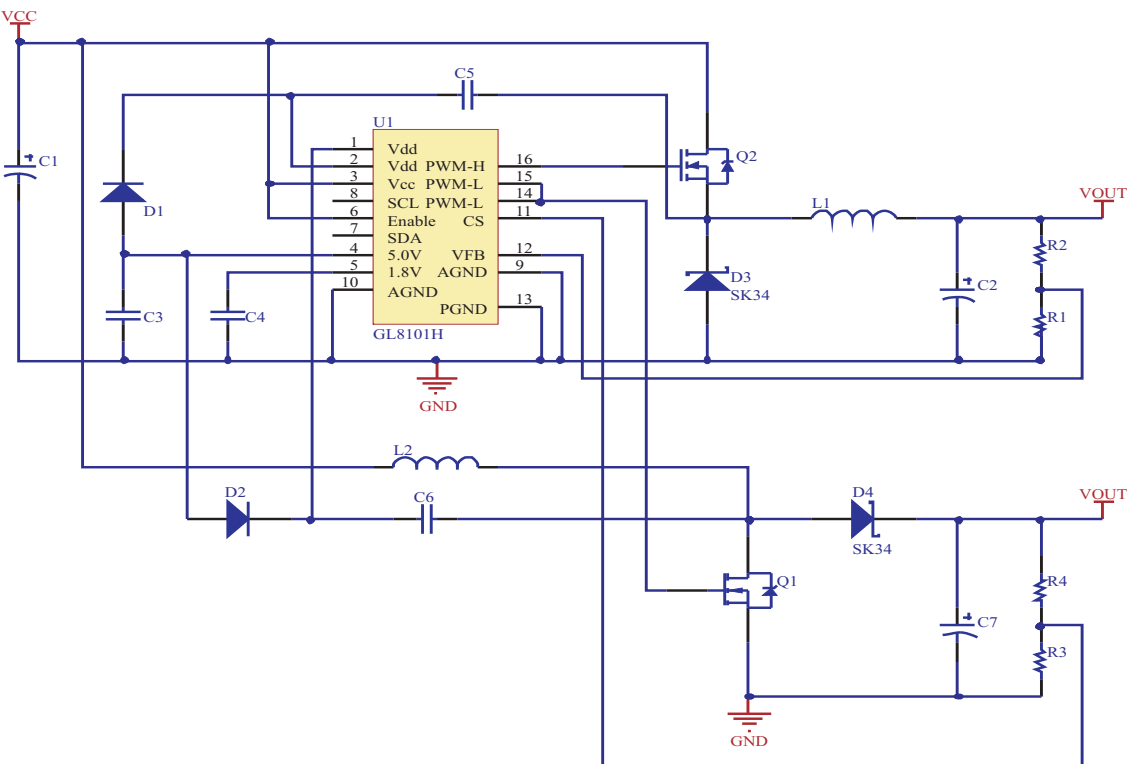 VCC
C5
U1
C1
1 Vdd
2 Vdd PWM-H 16
3 Vcc PWM-L 15
8 SCL PWM-L 14
6 Enable CS 11
7 SDA
4 5.0V VFB 12
5 1.8V AGND 9
10 AGND
PGND 13
GL8101H
Q2
D1
L1
VOUT
R2
D3
SK34
C2
C3
C4
R1
GND
L2
D2
C6
D4
VOUT
SK34
Q1
R4
C7
R3
GND